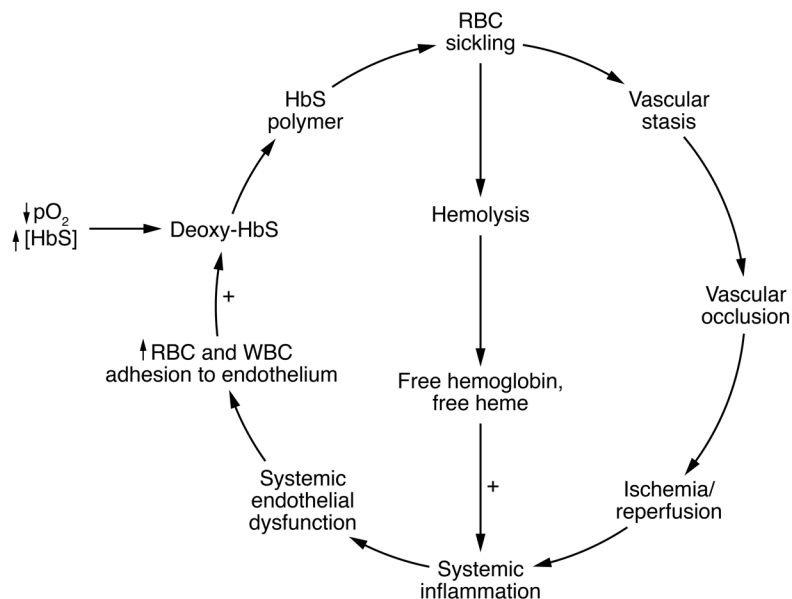 RBC
sickling
HbS
polymer
Vascular
stasis
↓pO₂
↑[HbS]
Deoxy-HbS
Hemolysis
+
Vascular
occlusion
↑RBC and WBC
adhesion to endothelium
Free hemoglobin,
free heme
Systemic
endothelial
dysfunction
+
Ischemia/
reperfusion
Systemic
inflammation